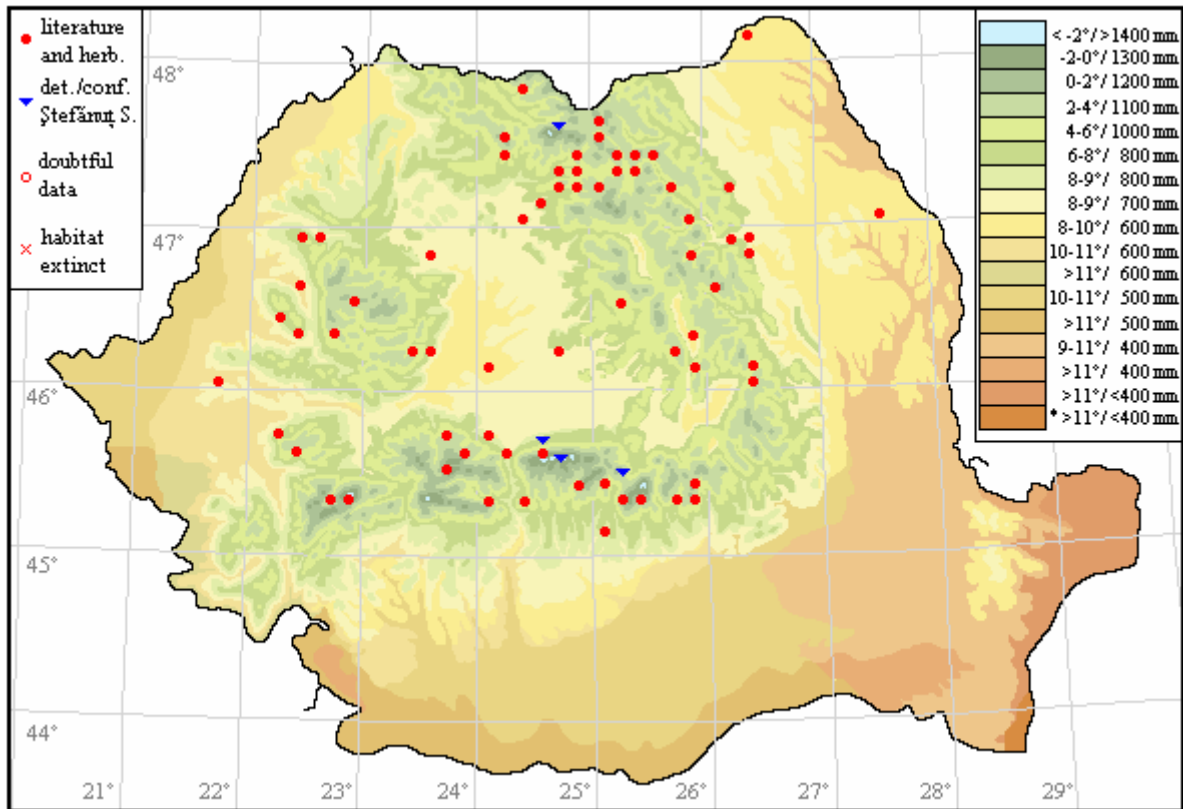 literature
and herb.
det./conf.
Ştefănuţ S.
doubtful
data
habitat
extinct
< -2°/>1400 mm
-2-0°/1300 mm
0-2°/1200 mm
2-4°/1100 mm
4-6°/1000 mm
6-8°/ 800 mm
8-9°/ 800 mm
8-9°/ 700 mm
8-10°/ 600 mm
10-11°/ 600 mm
>11°/ 600 mm
10-11°/ 500 mm
>11°/ 500 mm
9-11°/ 400 mm
>11°/ 400 mm
>11°/<400 mm
* >11°/<400 mm
48°
47°
46°
45°
44°
21° 22° 23° 24° 25° 26° 27° 28° 29°